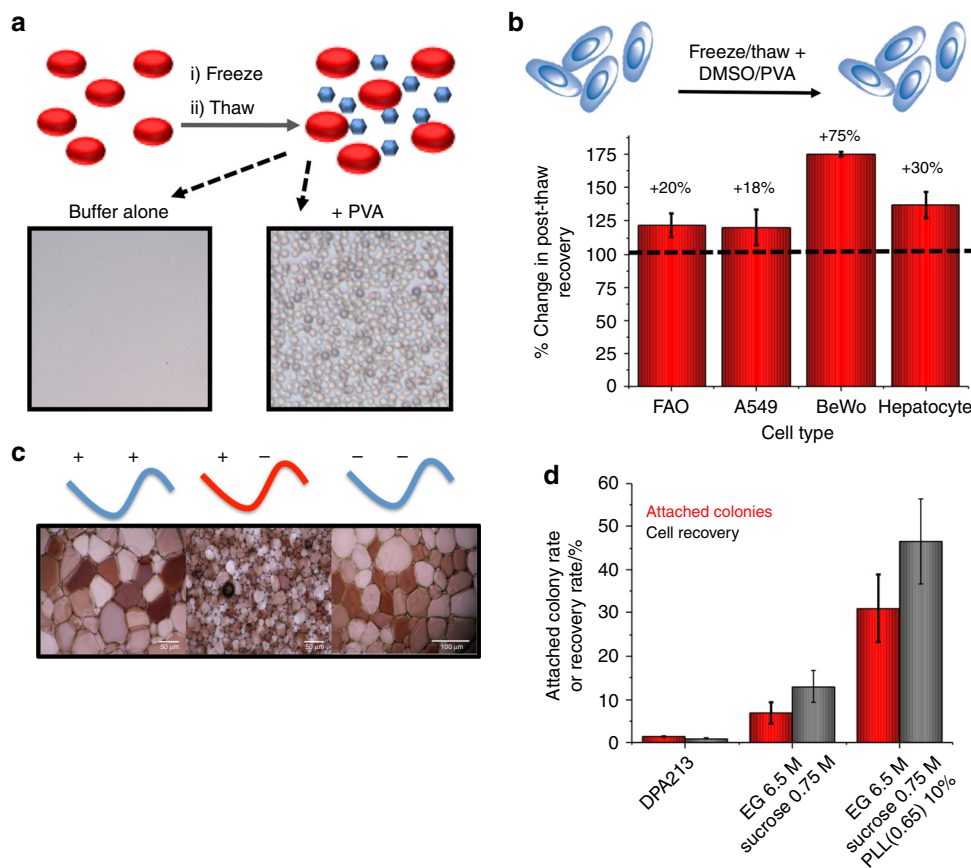 a
i) Freeze
ii) Thaw
Buffer alone
+ PVA
b
Freeze/thaw +
DMSO/PVA
% Change in post-thaw
recovery
175
150
125
100
75
50
25
0
+20%
+18%
+75%
+30%
FAO
A549
BeWo
Hepatocyte
Cell type
c
+ +
+ −
− −
50 µm
50 µm
100 µm
d
Attached colony rate
or recovery rate/%
60
50
40
30
20
10
0
Attached colonies
Cell recovery
DPA213
EG 6.5 M
sucrose 0.75 M
EG 6.5 M
sucrose 0.75 M
PLL(0.65) 10%